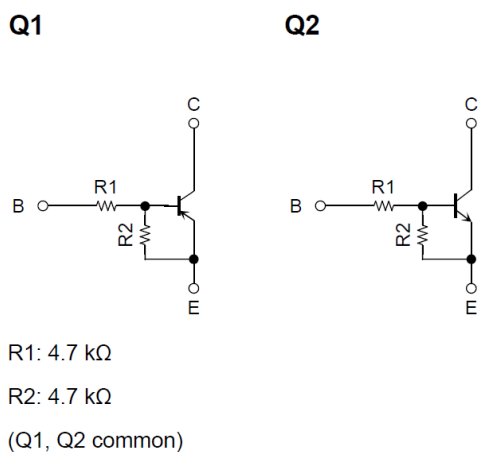 Q1 Q2
C C
R1 R1
B B
R2 R2
E E
R1: 4.7 kΩ
R2: 4.7 kΩ
(Q1, Q2 common)